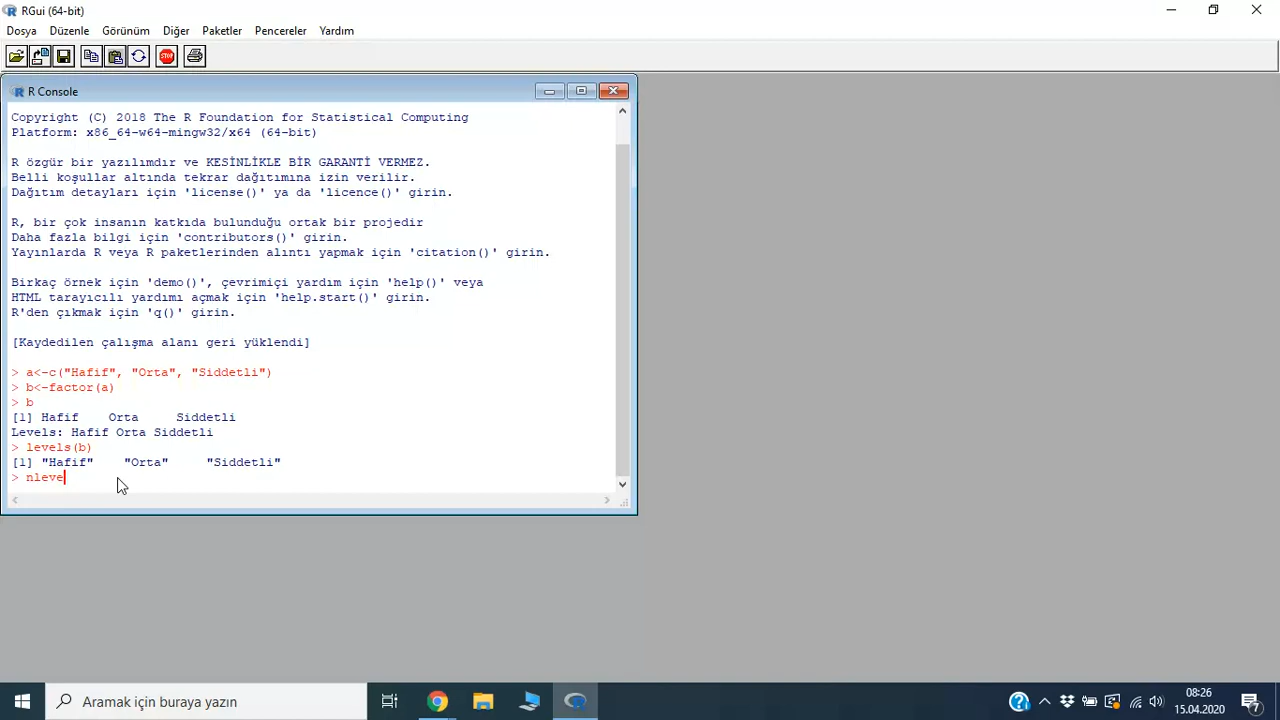 RGui (64-bit)
Dosya Düzenle Görünüm Diğer Paketler Pencereler Yardım
STOP
R Console
Copyright (C) 2018 The R Foundation for Statistical Computing
Platform: x86_64-w64-mingw32/x64 (64-bit)
R özgür bir yazılımdır ve KESİNLİKLE BİR GARANTİ VERMEZ.
Belli koşullar altında tekrar dağıtımına izin verilir.
Dağıtım detayları için 'license()' ya da 'licence()' girin.
R, bir çok insanın katkıda bulunduğu ortak bir projedir
Daha fazla bilgi için 'contributors()' girin.
Yayınlarda R veya R paketlerinden alıntı yapmak için 'citation()' girin.
Birkaç örnek için 'demo()', çevrimiçi yardım için 'help()' veya
HTML tarayıcılı yardımı açmak için 'help.start()' girin.
R'den çıkmak için 'q()' girin.
[Kaydedilen çalışma alanı geri yüklendi]
> a<-c("Hafif", "Orta", "Siddetli")
> b<-factor(a)
> b
[1] Hafif    Orta     Siddetli
Levels: Hafif Orta Siddetli
> levels(b)
[1] "Hafif"    "Orta"     "Siddetli"
> nleve
Aramak için buraya yazın
08:26
15.04.2020
7